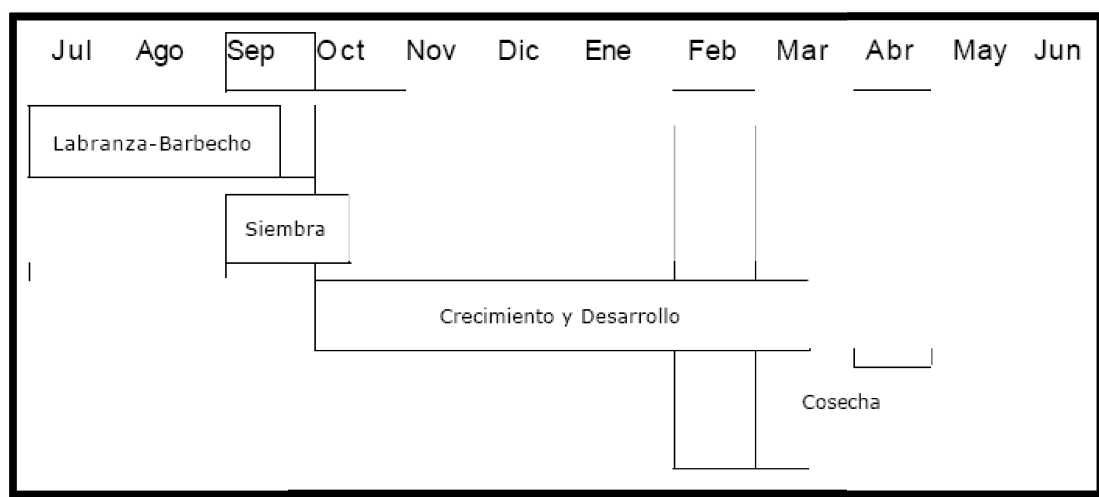 Jul Ago Sep Oct Nov Dic Ene Feb Mar Abr May Jun
Labranza-Barbecho
Siembra
Crecimiento y Desarrollo
Cosecha